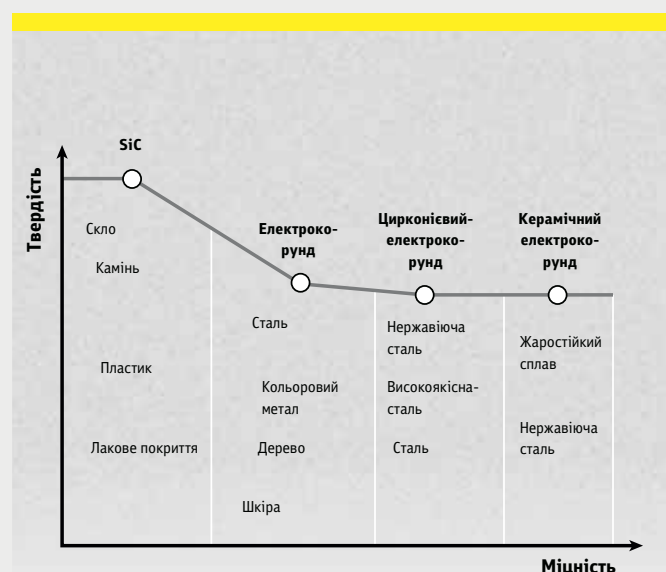 SiC
Твердість
Скло
Камінь
Пластик
Лакове покриття
Електроко-
рунд
Сталь
Кольоровий
метал
Дерево
Шкіра
Цирконієвий-
електроко-
рунд
Нержавіюча
сталь
Високоякісна-
сталь
Сталь
Керамічний
електроко-
рунд
Жаростійкий
сплав
Нержавіюча
сталь
Міцність